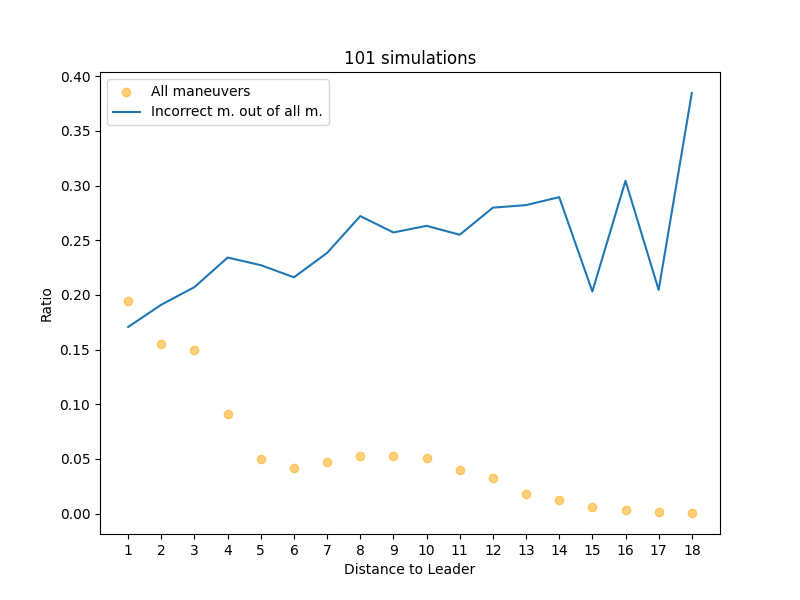 101 simulations
All maneuvers
Incorrect m. out of all m.
0.40
0.35
0.30
0.25
0.20
0.15
0.10
0.05
0.00
Ratio
1 2 3 4 5 6 7 8 9 10 11 12 13 14 15 16 17 18
Distance to Leader